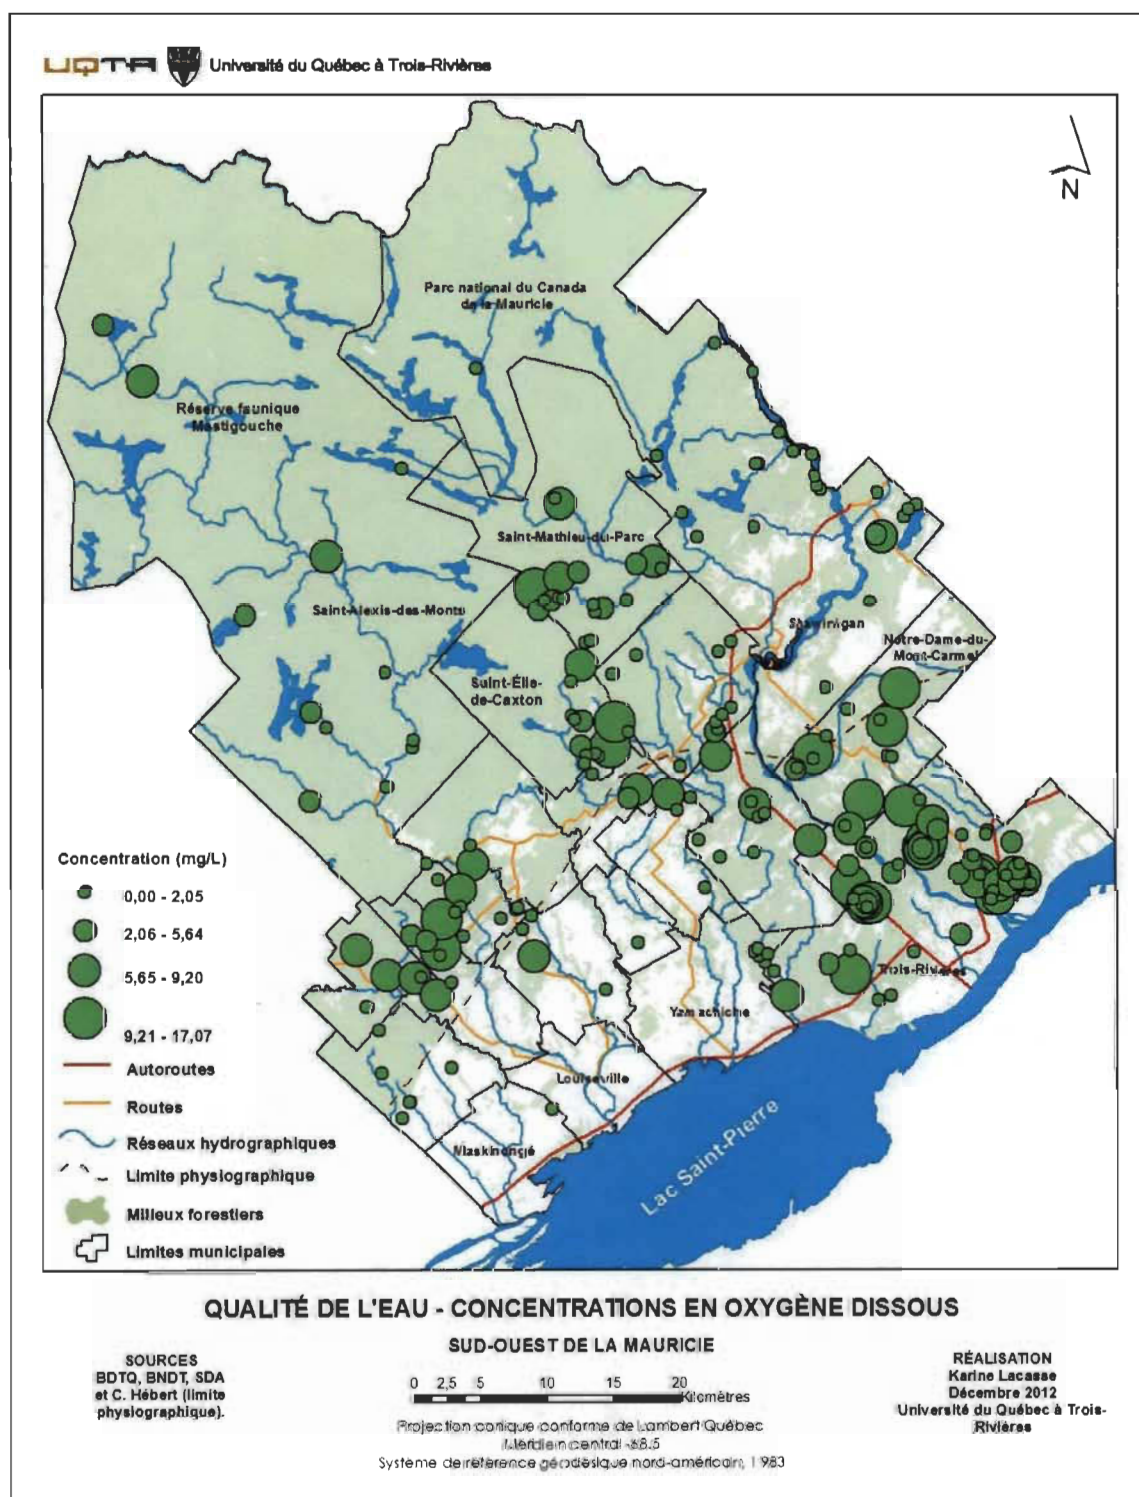 UQTR Université du Québec à Trois-Rivières
N
Parc national du Canada
de la Mauricie
Réserve faunique
Mastigouche
Saint-Mathieu-du-Parc
Saint-Alexis-des-Monts
Shawinigan
Notre-Dame-du-
Mont-Carmel
Saint-Élie-
de-Caxton
Concentration (mg/L)
0,00 - 2,05
2,06 - 5,64
5,65 - 9,20
9,21 - 17,07
Autoroutes
Routes
Réseaux hydrographiques
Limite physiographique
Milieux forestiers
Limites municipales
Trois-Rivières
Yamachiche
Louiseville
Maskinongé
Lac Saint-Pierre
QUALITÉ DE L'EAU - CONCENTRATIONS EN OXYGÈNE DISSOUS
SUD-OUEST DE LA MAURICIE
SOURCES
BDTQ, BNDT, SDA
et C. Hébert (limite
physiographique).
0 2,5 5 10 15 20
Kilomètres
Projection conique conforme de Lambert Québec
Méridien central -68.5
Système de référence géodésique nord-américain, 1983
RÉALISATION
Karine Lacasse
Décembre 2012
Université du Québec à Trois-
Rivières